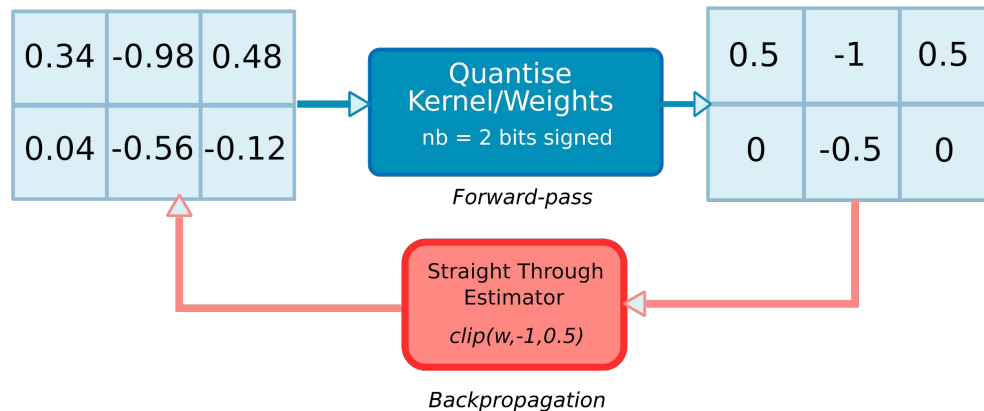 0.34 -0.98 0.48
0.04 -0.56 -0.12
Quantise
Kernel/Weights
nb = 2 bits signed
Forward-pass
0.5 -1 0.5
0 -0.5 0
Straight Through
Estimator
clip(w,-1,0.5)
Backpropagation